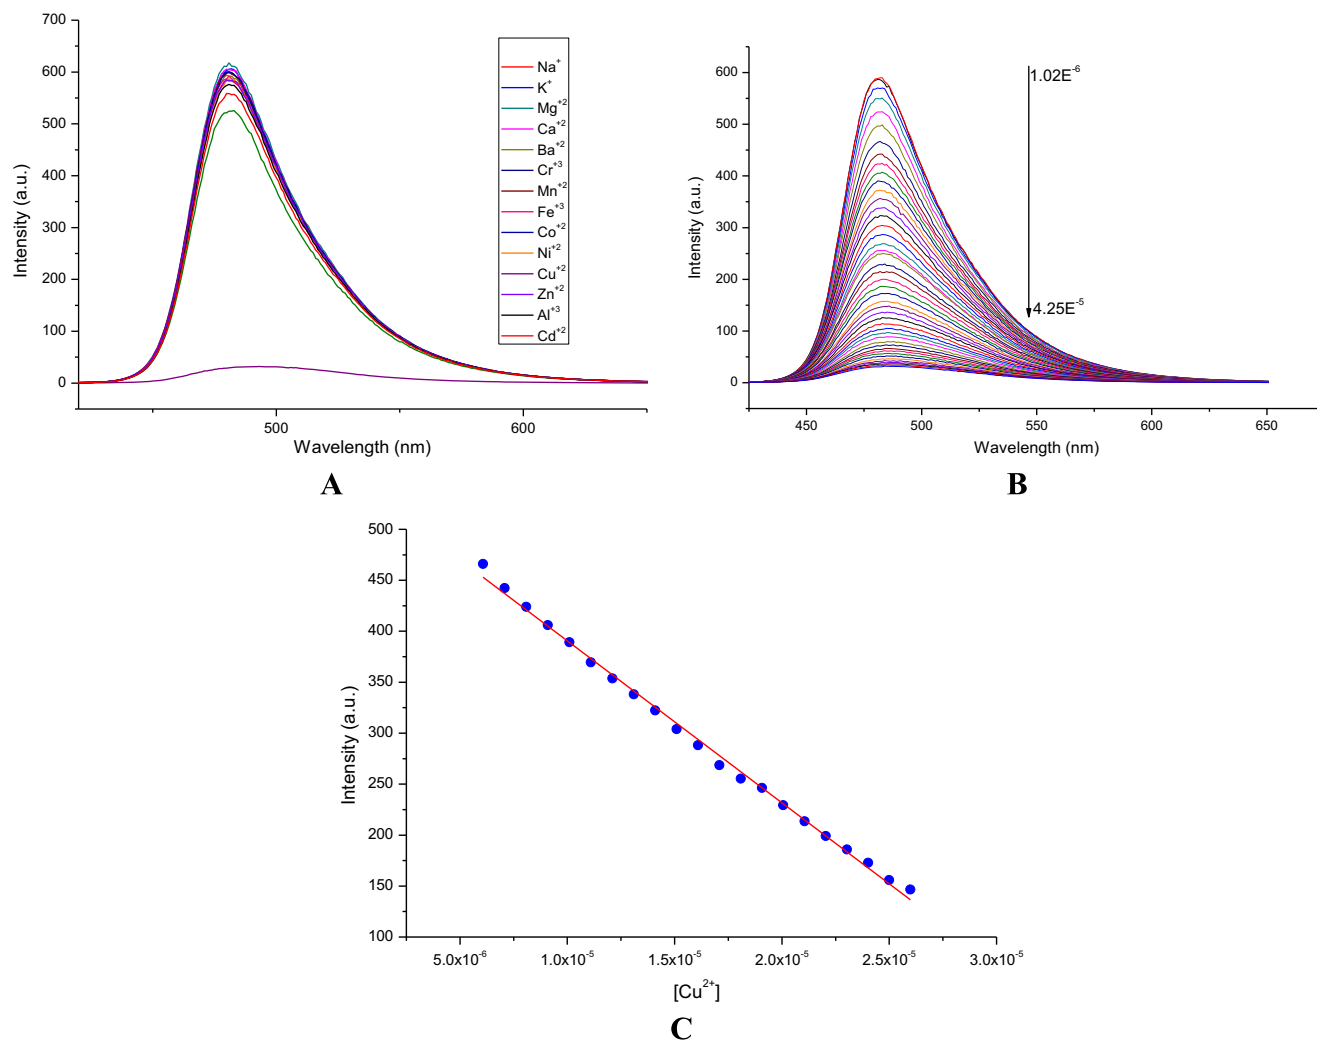 700
600
500
400
300
200
100
0
Intensity (a.u.)
500
600
Wavelength (nm)
Na+
K+
Mg+2
Ca+2
Ba+2
Cr+3
Mn+2
Fe+3
Co+2
Ni+2
Cu+2
Zn+2
Al+3
Cd+2
A
600
500
400
300
200
100
0
Intensity (a.u.)
450
500
550
600
650
Wavelength (nm)
1.02E-6
4.25E-5
B
500
450
400
350
300
250
200
150
100
Intensity (a.u.)
5.0x10-6
1.0x10-5
1.5x10-5
2.0x10-5
2.5x10-5
3.0x10-5
[Cu2+]
C